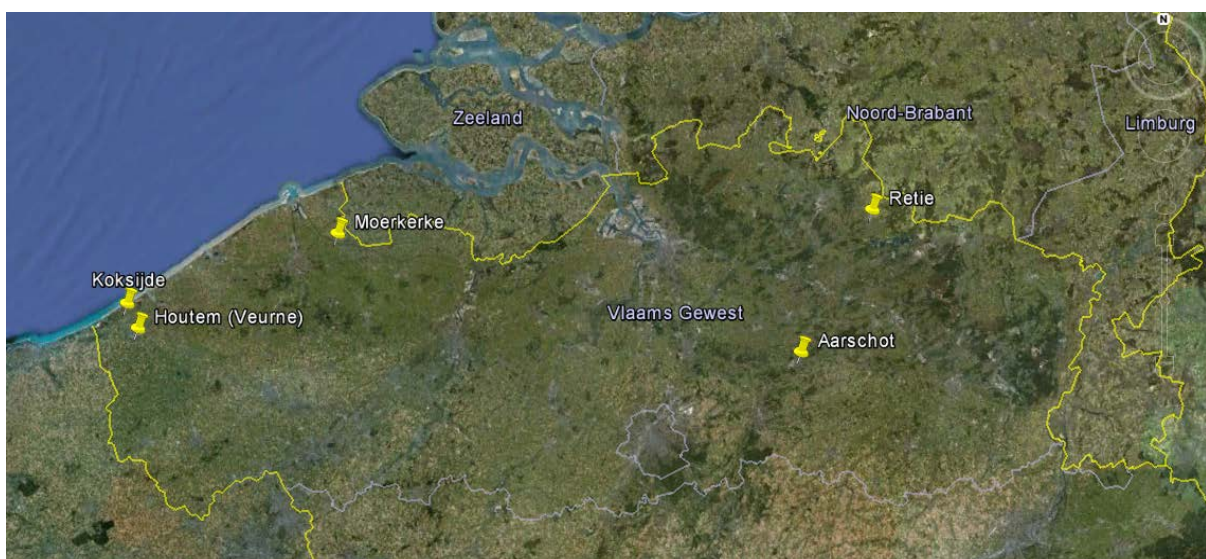 N
Zeeland
Noord-Brabant
Limburg
Retie
Moerkerke
Koksijde
Houtem (Veurne)
Vlaams Gewest
Aarschot